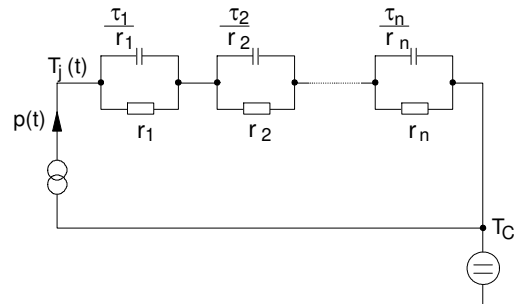 τ1/r1
τ2/r2
τn/rn
Tj(t)
r1
r2
rn
p(t)
TC